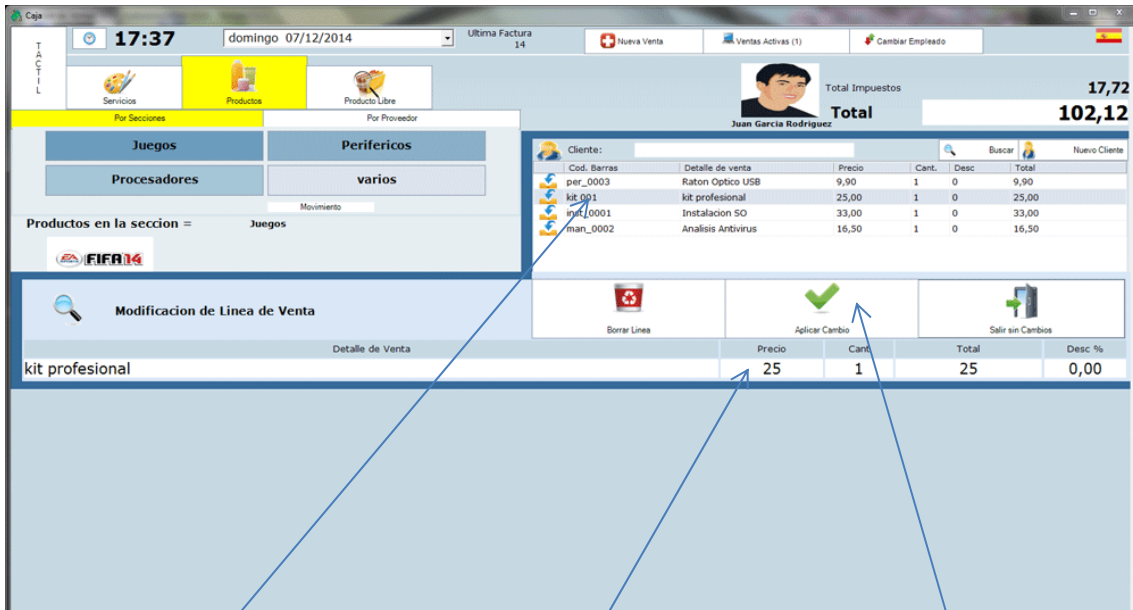 Caja
TACTIL
17:37
domingo 07/12/2014
Ultima Factura
14
Nueva Venta
Ventas Activas (1)
Cambiar Empleado
Servicios
Productos
Producto Libre
Juan Garcia Rodriguez
Total Impuestos
17,72
Total
102,12
Por Secciones
Por Proveedor
Juegos
Perifericos
Procesadores
varios
Movimiento
Productos en la seccion = Juegos
EA FIFA14
Cliente:
Buscar
Nuevo Cliente
Cod. Barras Detalle de venta Precio Cant. Desc Total
per_0003 Raton Optico USB 9,90 1 0 9,90
kit 001 kit profesional 25,00 1 0 25,00
inst_0001 Instalacion SO 33,00 1 0 33,00
man_0002 Analisis Antivirus 16,50 1 0 16,50
Modificacion de Linea de Venta
Borrar Linea
Aplicar Cambio
Salir sin Cambios
Detalle de Venta Precio Cant. Total Desc %
kit profesional 25 1 25 0,00